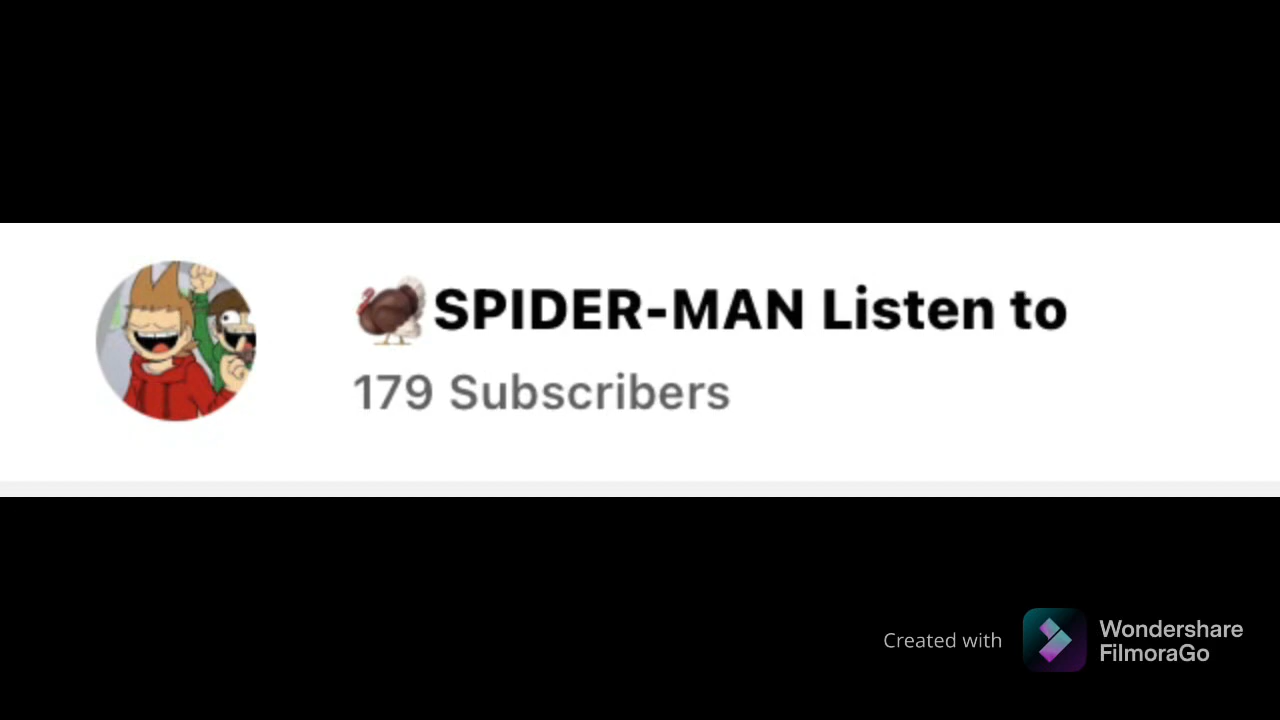 🦃SPIDER-MAN Listen to
179 Subscribers
Created with
Wondershare
FilmoraGo